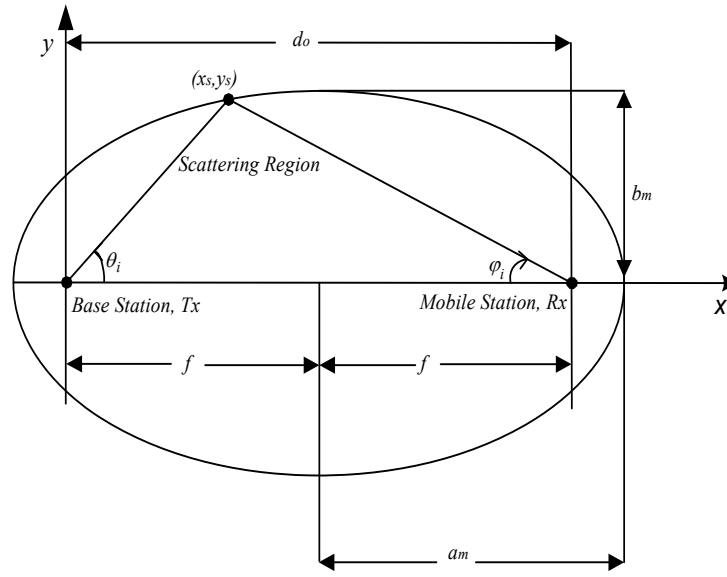 do
y
(xs,ys)
Scattering Region
bm
θi
φi
Base Station, Tx
Mobile Station, Rx
x
f
f
am